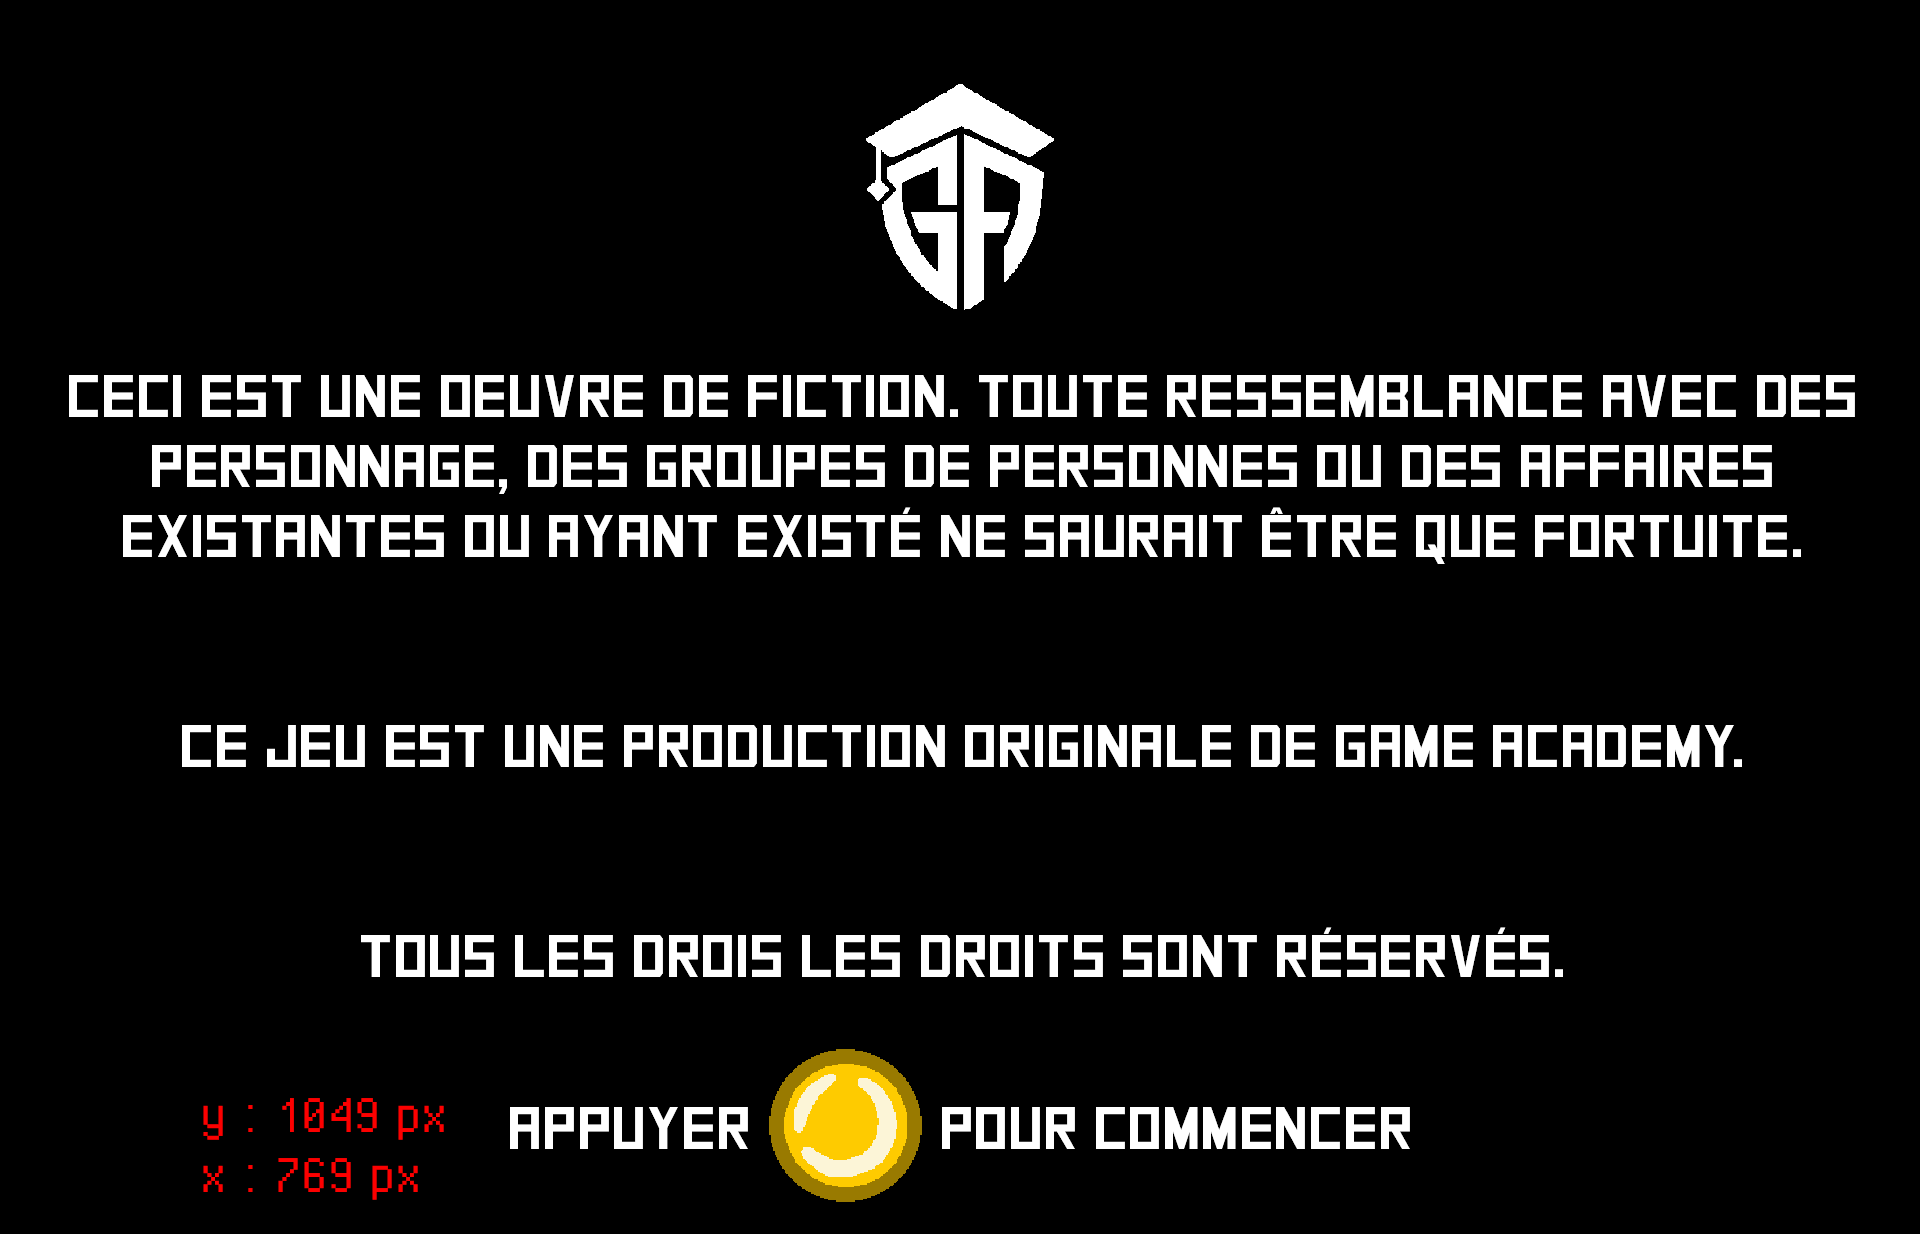 GA
CECI EST UNE OEUVRE DE FICTION. TOUTE RESSEMBLANCE AVEC DES
PERSONNAGE, DES GROUPES DE PERSONNES OU DES AFFAIRES
EXISTANTES OU AYANT EXISTÉ NE SAURAIT ÊTRE QUE FORTUITE.
CE JEU EST UNE PRODUCTION ORIGINALE DE GAME ACADEMY.
TOUS LES DROIS LES DROITS SONT RÉSERVÉS.
APPUYER POUR COMMENCER
y : 1049 px
x : 769 px